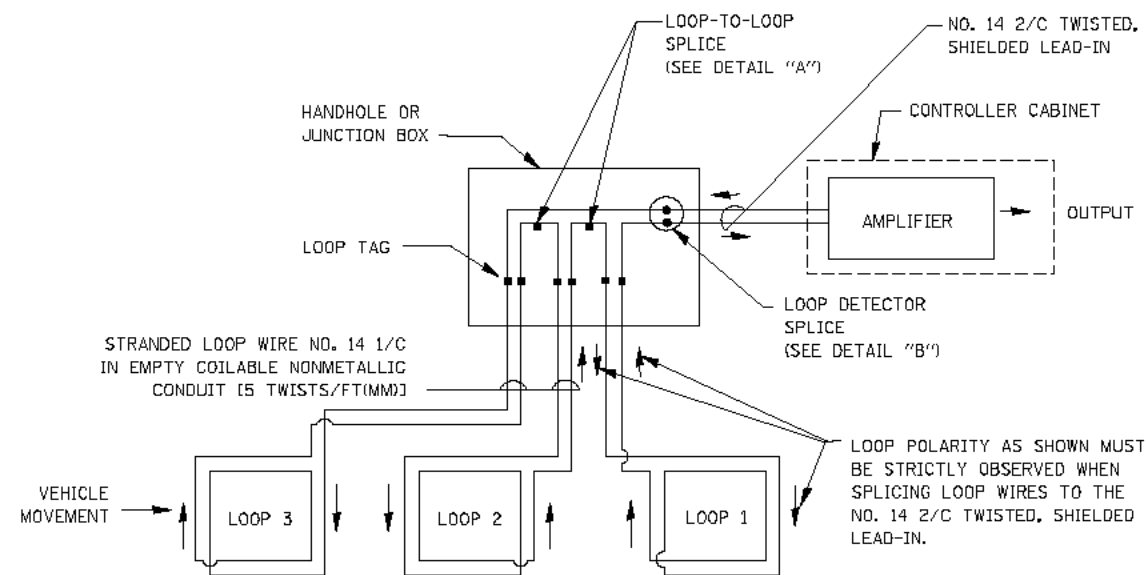 LOOP-TO-LOOP
SPLICE
(SEE DETAIL "A")
NO. 14 2/C TWISTED,
SHIELDED LEAD-IN
HANDHOLE OR
JUNCTION BOX
CONTROLLER CABINET
AMPLIFIER
OUTPUT
LOOP TAG
LOOP DETECTOR
SPLICE
(SEE DETAIL "B")
STRANDED LOOP WIRE NO. 14 1/C
IN EMPTY COILABLE NONMETALLIC
CONDUIT [5 TWISTS/FT(MM)]
LOOP POLARITY AS SHOWN MUST
BE STRICTLY OBSERVED WHEN
SPLICING LOOP WIRES TO THE
NO. 14 2/C TWISTED, SHIELDED
LEAD-IN.
VEHICLE
MOVEMENT
LOOP 3
LOOP 2
LOOP 1